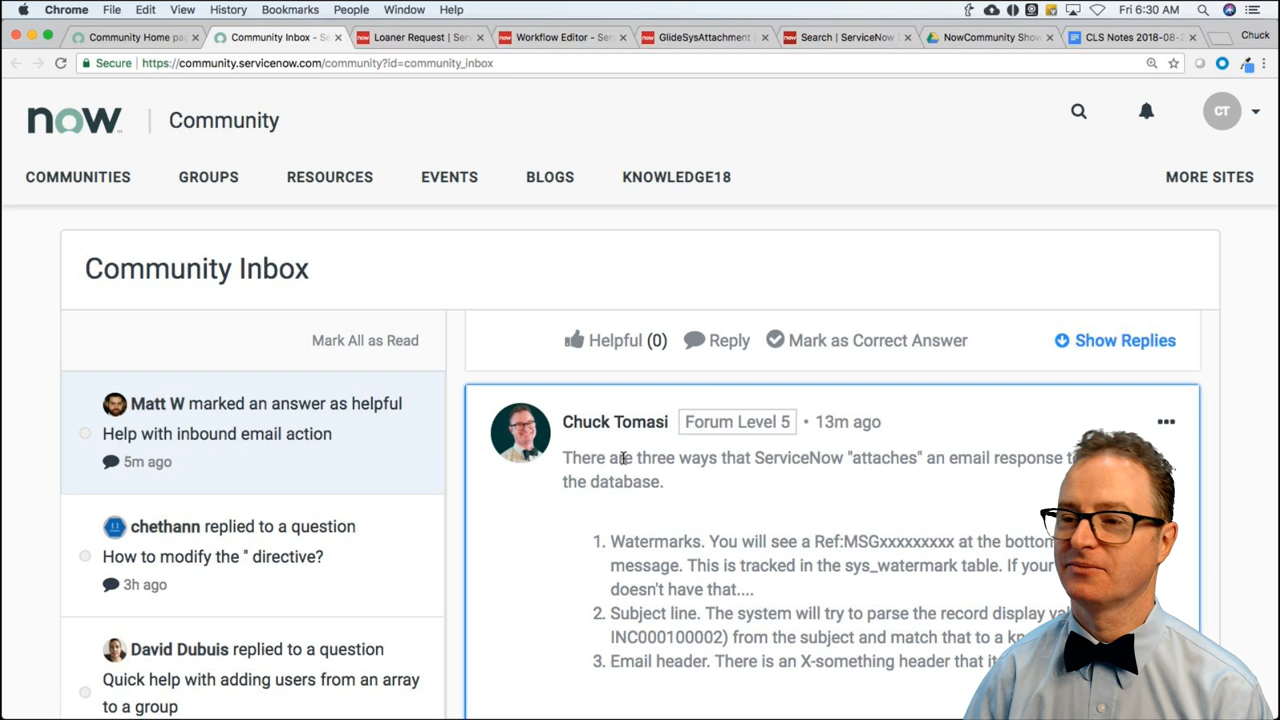 Chrome File Edit View History Bookmarks People Window Help Fri 6:30 AM
Community Home pa Community Inbox - Se Loaner Request | Serv Workflow Editor - Ser GlideSysAttachment Search | ServiceNow NowCommunity Show CLS Notes 2018-08-2 Chuck
Secure https://community.servicenow.com/community?id=community_inbox
now Community
CT
COMMUNITIES GROUPS RESOURCES EVENTS BLOGS KNOWLEDGE18 MORE SITES
Community Inbox
Mark All as Read
Matt W marked an answer as helpful
Help with inbound email action
5m ago
chethann replied to a question
How to modify the " directive?
3h ago
David Dubuis replied to a question
Quick help with adding users from an array
to a group
Helpful (0) Reply Mark as Correct Answer Show Replies
Chuck Tomasi Forum Level 5 • 13m ago
There are three ways that ServiceNow "attaches" an email response
the database.
1. Watermarks. You will see a Ref:MSGxxxxxxxxx at the bottom
message. This is tracked in the sys_watermark table. If your
doesn't have that....
2. Subject line. The system will try to parse the record display
INC000100002) from the subject and match that to a
3. Email header. There is an X-something header that